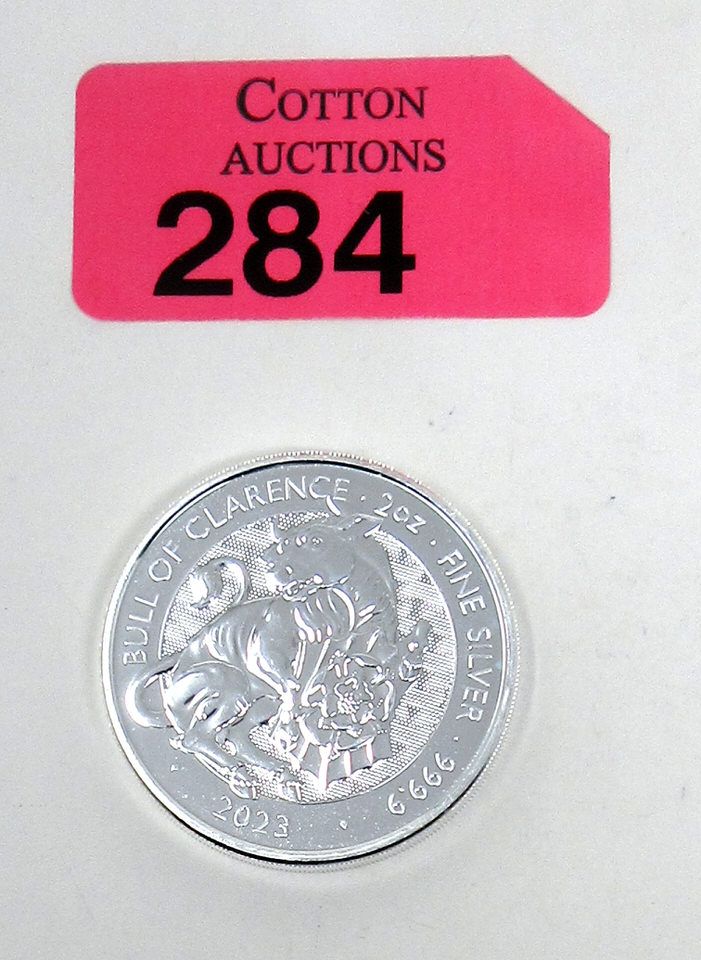 COTTON
AUCTIONS
284
BULL OF CLARENCE · 2OZ · FINE SILVER · 999.9
2023